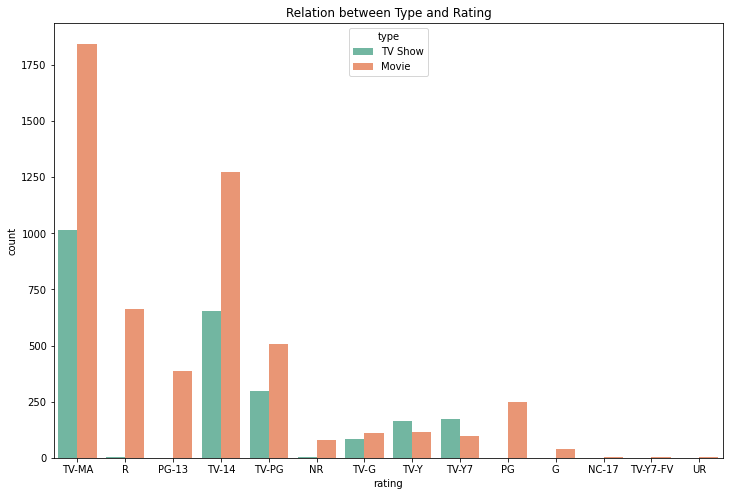 Relation between Type and Rating
type
TV Show
Movie
1750
1500
1250
1000
750
500
250
0
count
TV-MA R PG-13 TV-14 TV-PG NR TV-G TV-Y TV-Y7 PG G NC-17 TV-Y7-FV UR
rating